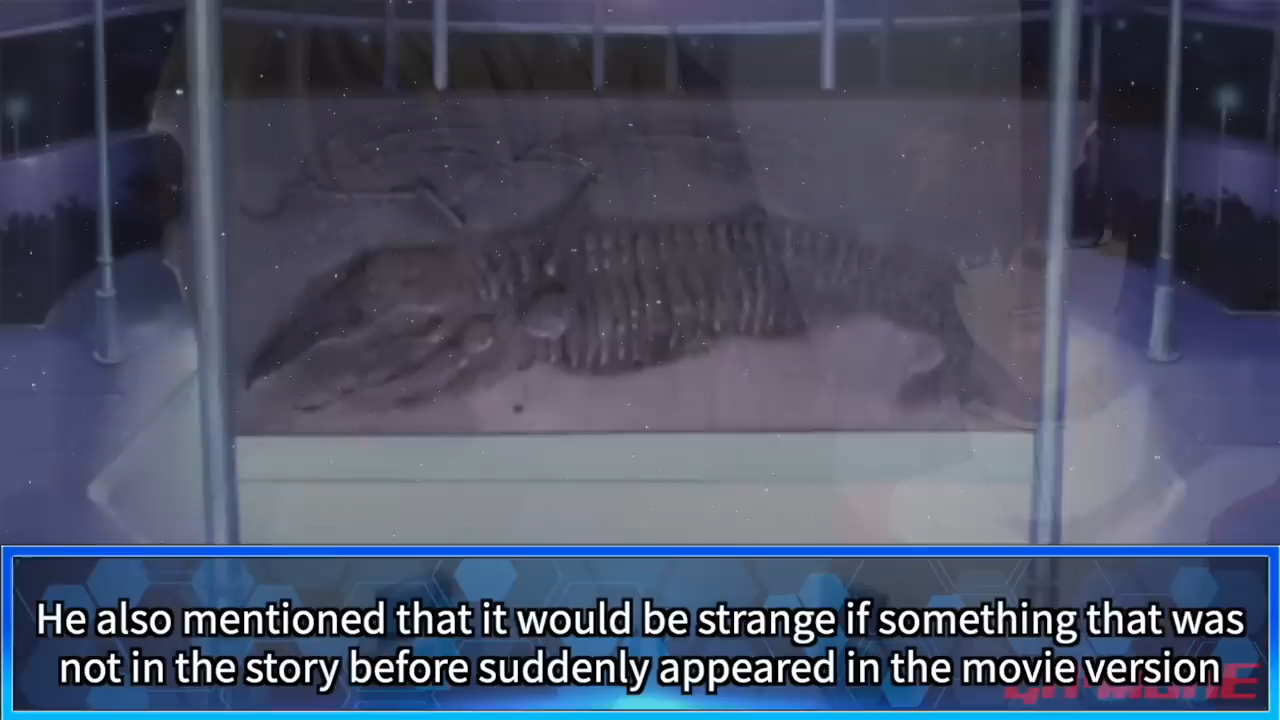 He also mentioned that it would be strange if something that was
not in the story before suddenly appeared in the movie version